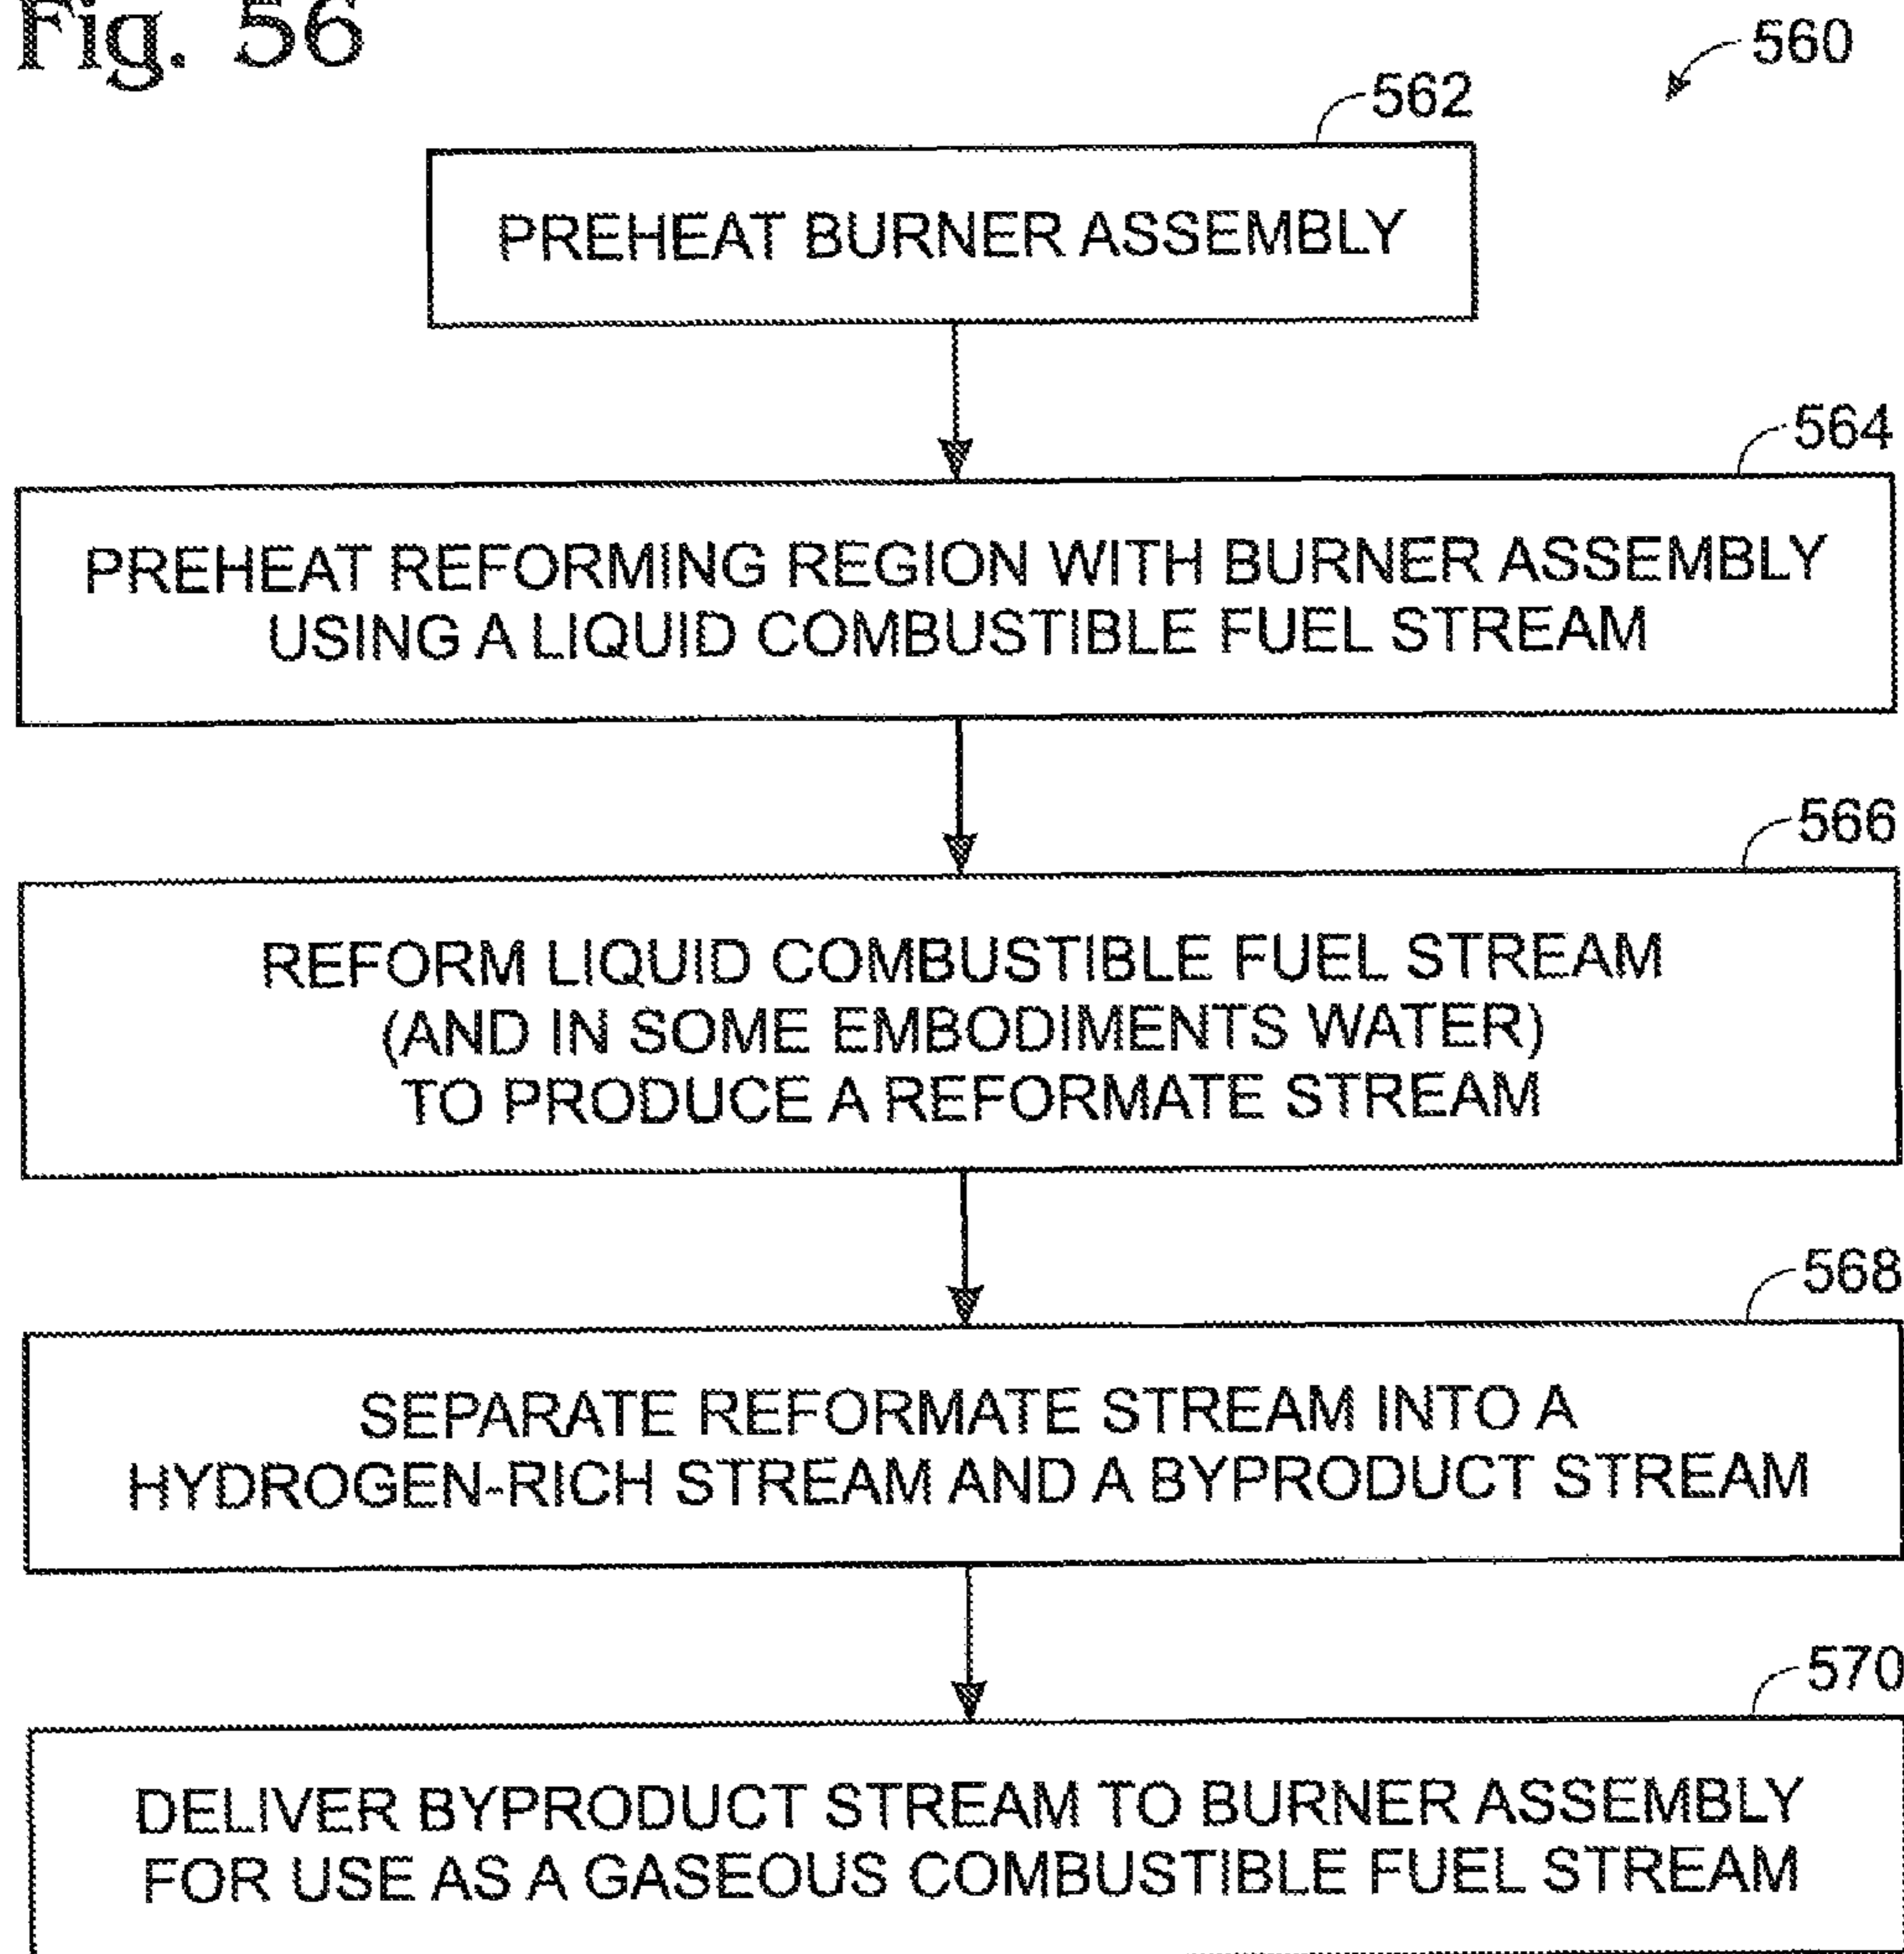 Fig. 56
560
562
PREHEAT BURNER ASSEMBLY
564
PREHEAT REFORMING REGION WITH BURNER ASSEMBLY
USING A LIQUID COMBUSTIBLE FUEL STREAM
566
REFORM LIQUID COMBUSTIBLE FUEL STREAM
(AND IN SOME EMBODIMENTS WATER)
TO PRODUCE A REFORMATE STREAM
568
SEPARATE REFORMATE STREAM INTO A
HYDROGEN-RICH STREAM AND A BYPRODUCT STREAM
570
DELIVER BYPRODUCT STREAM TO BURNER ASSEMBLY
FOR USE AS A GASEOUS COMBUSTIBLE FUEL STREAM